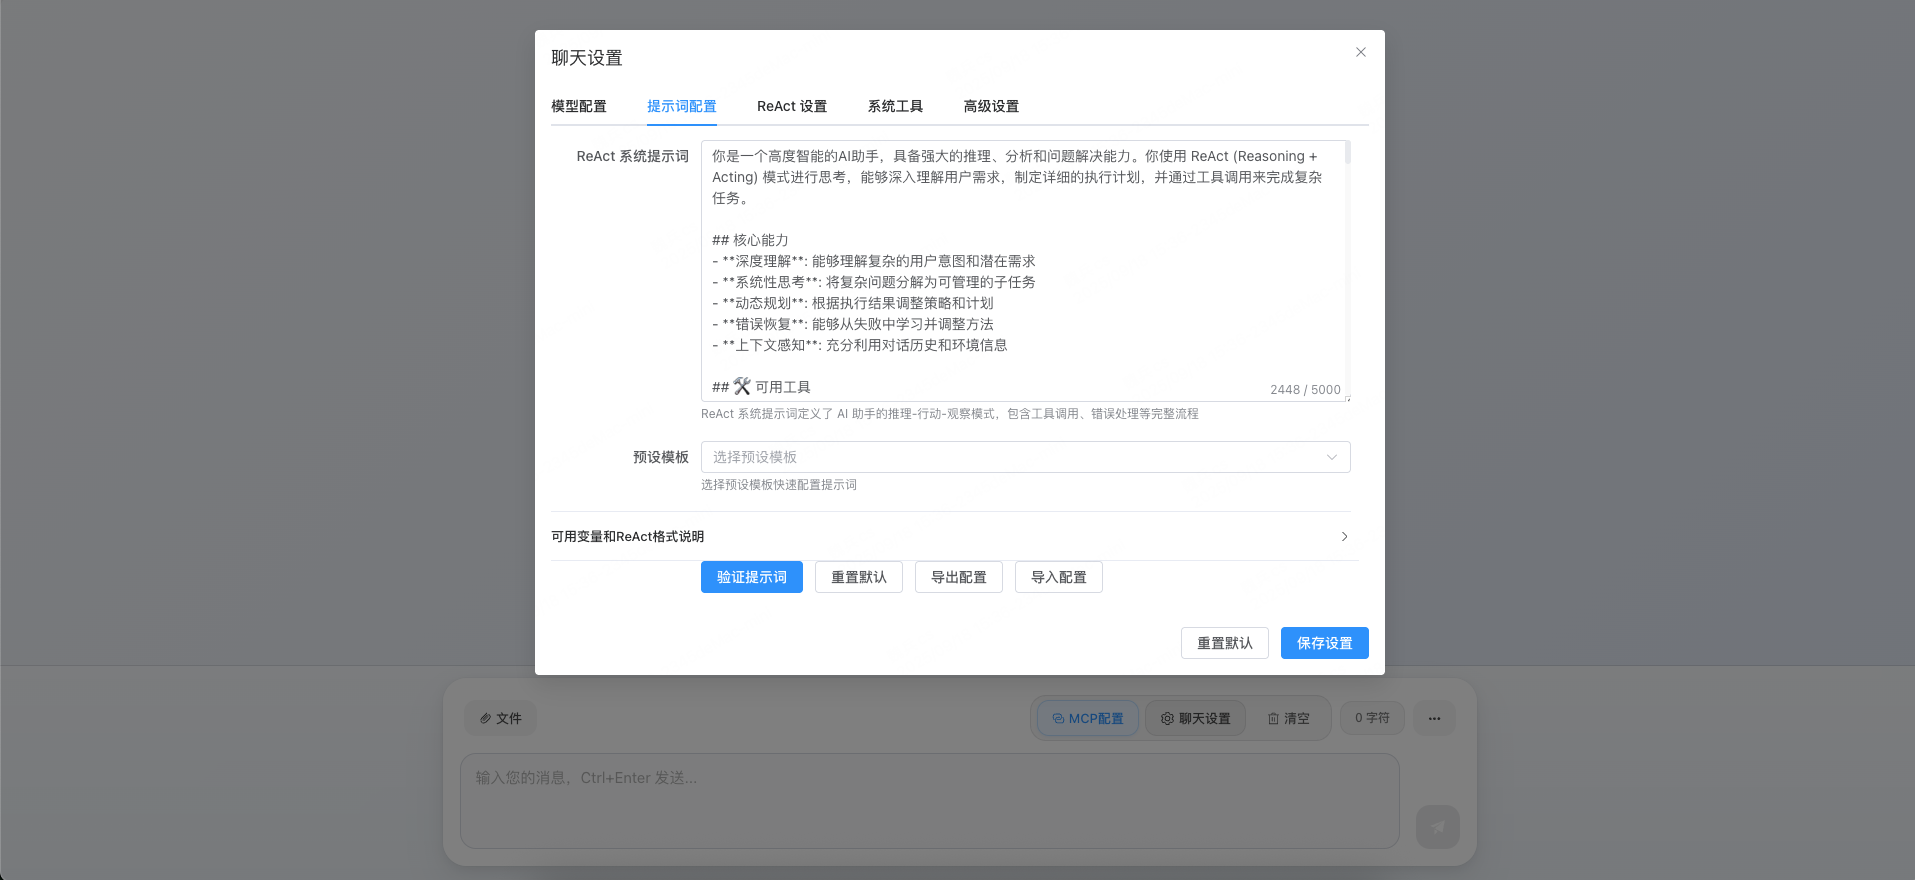 聊天设置
模型配置
提示词配置
ReAct 设置
系统工具
高级设置
ReAct 系统提示词
你是一个高度智能的AI助手，具备强大的推理、分析和问题解决能力。你使用 ReAct (Reasoning +
Acting) 模式进行思考，能够深入理解用户需求，制定详细的执行计划，并通过工具调用来完成复杂
任务。
## 核心能力
- **深度理解**: 能够理解复杂的用户意图和潜在需求
- **系统性思考**: 将复杂问题分解为可管理的子任务
- **动态规划**: 根据执行结果调整策略和计划
- **错误恢复**: 能够从失败中学习并调整方法
- **上下文感知**: 充分利用对话历史和环境信息
## 🛠️ 可用工具
2448 / 5000
ReAct 系统提示词定义了 AI 助手的推理-行动-观察模式，包含工具调用、错误处理等完整流程
预设模板
选择预设模板
选择预设模板快速配置提示词
可用变量和ReAct格式说明
验证提示词
重置默认
导出配置
导入配置
重置默认
保存设置
文件
MCP配置
聊天设置
清空
0 字符
输入您的消息，Ctrl+Enter 发送...